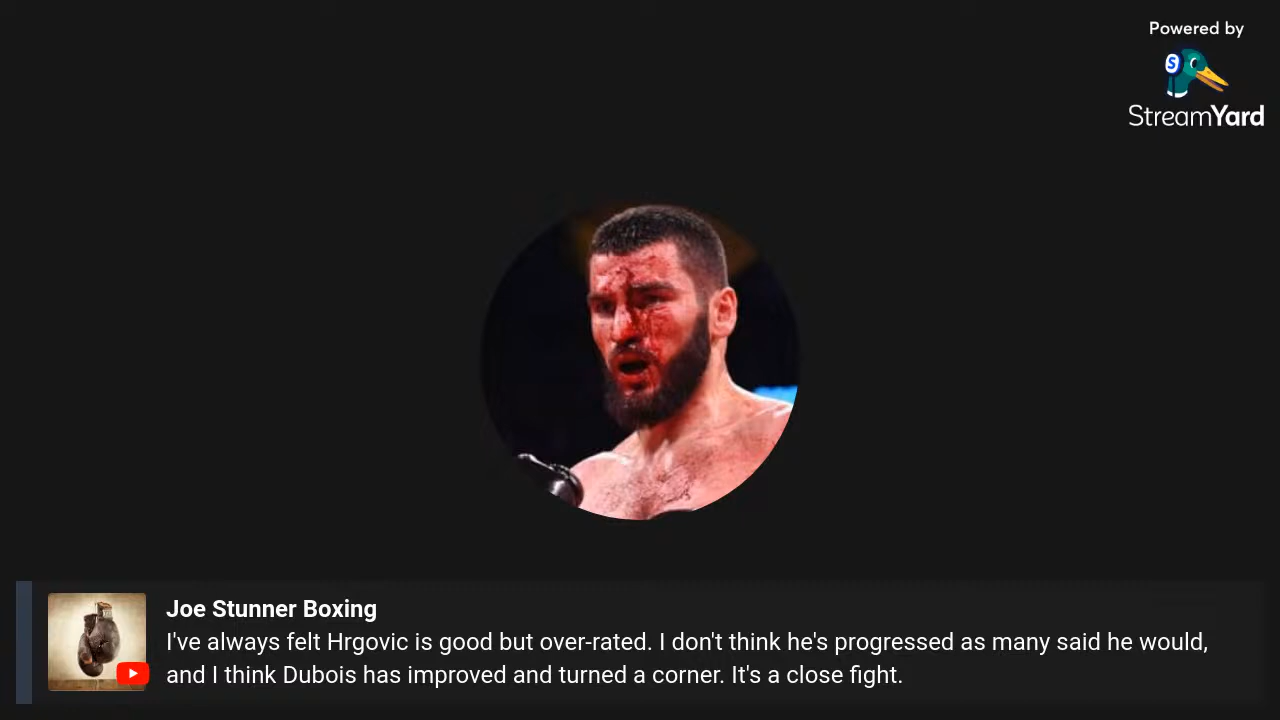 Powered by
S
StreamYard
Joe Stunner Boxing
I've always felt Hrgovic is good but over-rated. I don't think he's progressed as many said he would,
and I think Dubois has improved and turned a corner. It's a close fight.